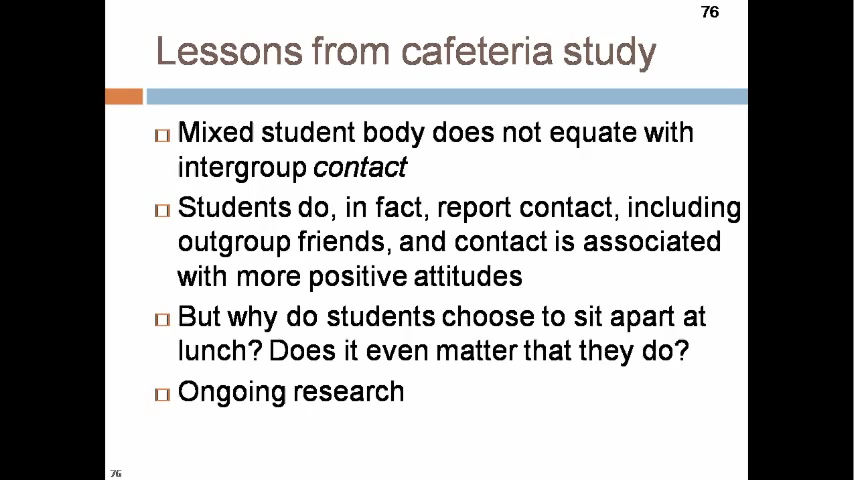 76
Lessons from cafeteria study
Mixed student body does not equate with
intergroup contact
Students do, in fact, report contact, including
outgroup friends, and contact is associated
with more positive attitudes
But why do students choose to sit apart at
lunch? Does it even matter that they do?
Ongoing research
76